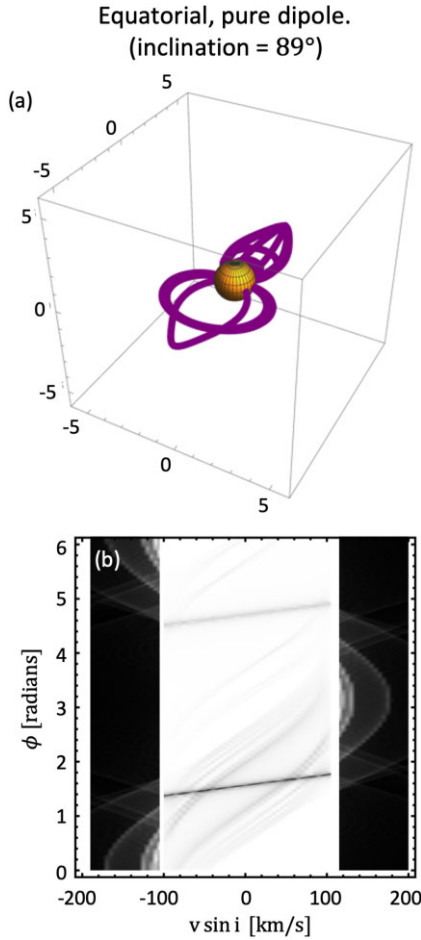 Equatorial, pure dipole.
(inclination = 89°)
(a)
5
0
-5
5
0
-5
-5
0
5
(b)
6
5
4
3
2
1
0
ϕ [radians]
-200 -100 0 100 200
v sin i [km/s]